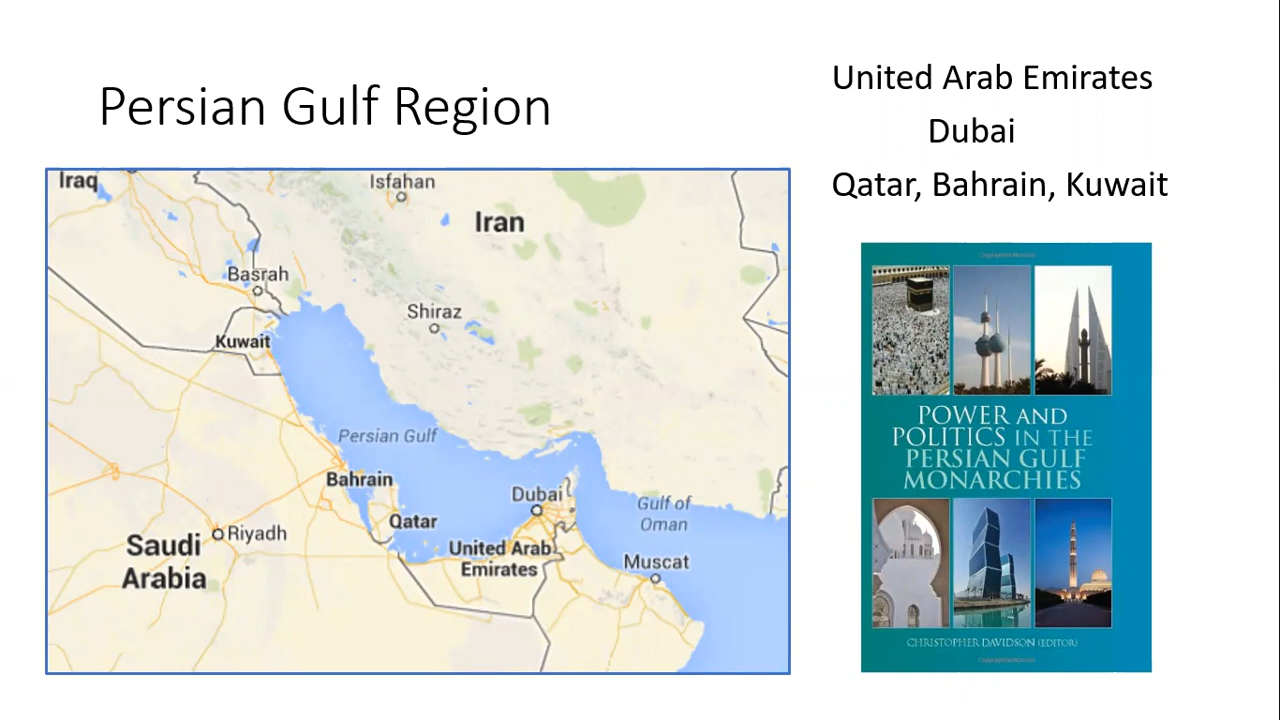 Persian Gulf Region
United Arab Emirates
Dubai
Qatar, Bahrain, Kuwait
Iraq
Isfahan
Iran
Basrah
Shiraz
Kuwait
Persian Gulf
Bahrain
Dubai
Gulf of
Oman
Qatar
Riyadh
United Arab
Emirates
Muscat
Saudi
Arabia
POWER AND
POLITICS IN THE
PERSIAN GULF
MONARCHIES
CHRISTOPHER DAVIDSON (EDITOR)